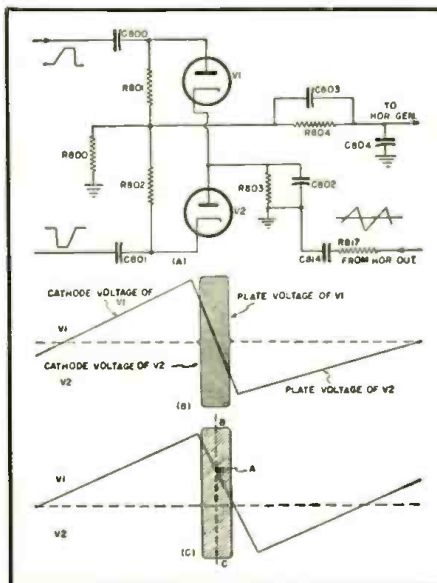 C800
R801
V1
C803
R804
TO
HOR GEN.
C804
R800
R802
V2
R803
C802
C801
(A)
C814
R817
FROM HOR OUT
CATHODE VOLTAGE OF V1
PLATE VOLTAGE OF V1
V1
CATHODE VOLTAGE OF V2
V2
PLATE VOLTAGE OF V2
(B)
B
V1
A
V2
(C)
C